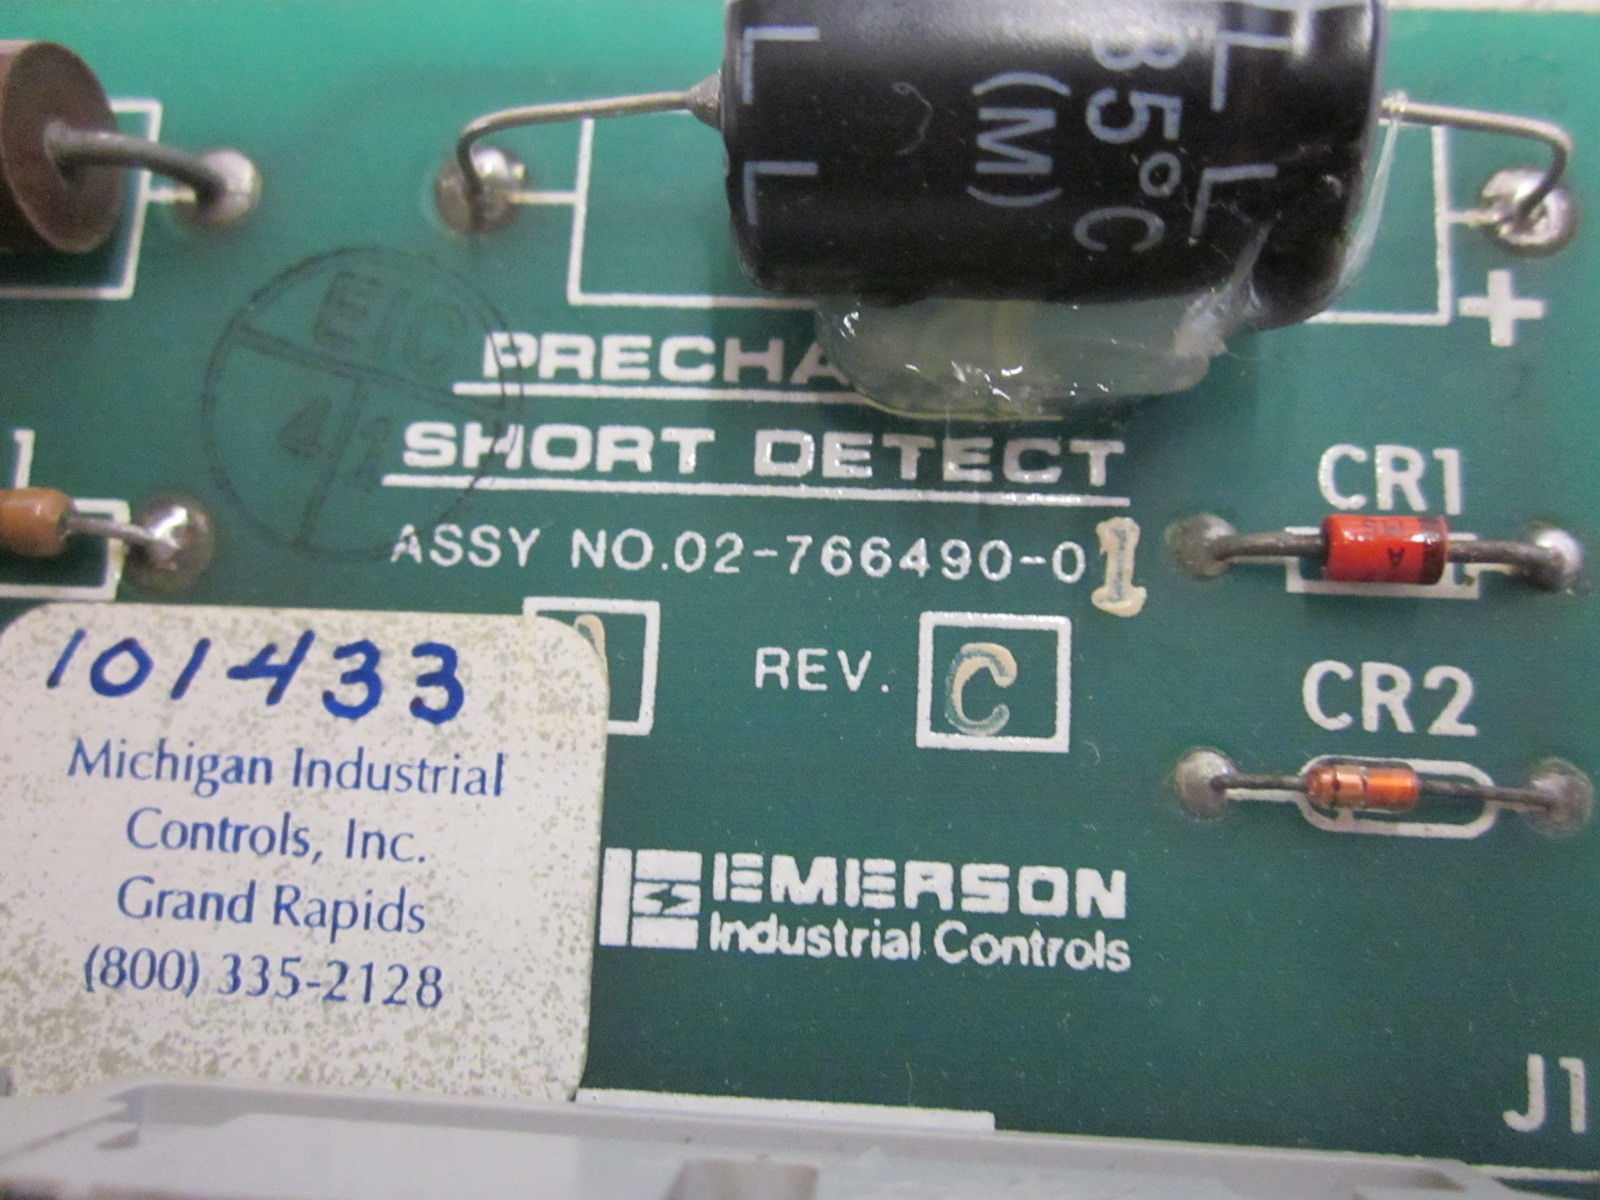 85°C
(M)
EIC
PRECHA
SHORT DETECT
ASSY NO.02-766490-01
REV. C
CR1
CR2
101433
Michigan Industrial
Controls, Inc.
Grand Rapids
(800) 335-2128
EMERSON
Industrial Controls
J1